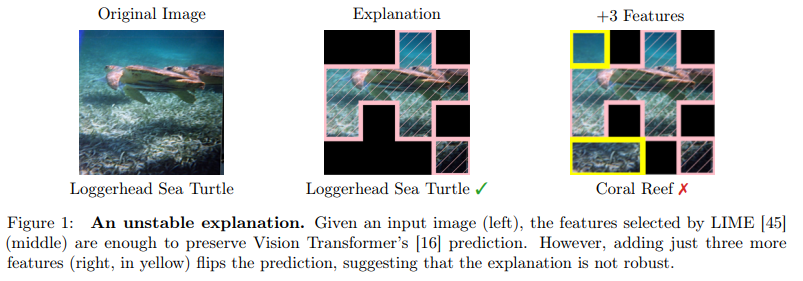 Original Image
Explanation
+3 Features
Loggerhead Sea Turtle
Loggerhead Sea Turtle ✓
Coral Reef ✗
Figure 1: An unstable explanation. Given an input image (left), the features selected by LIME [45]
(middle) are enough to preserve Vision Transformer's [16] prediction. However, adding just three more
features (right, in yellow) flips the prediction, suggesting that the explanation is not robust.